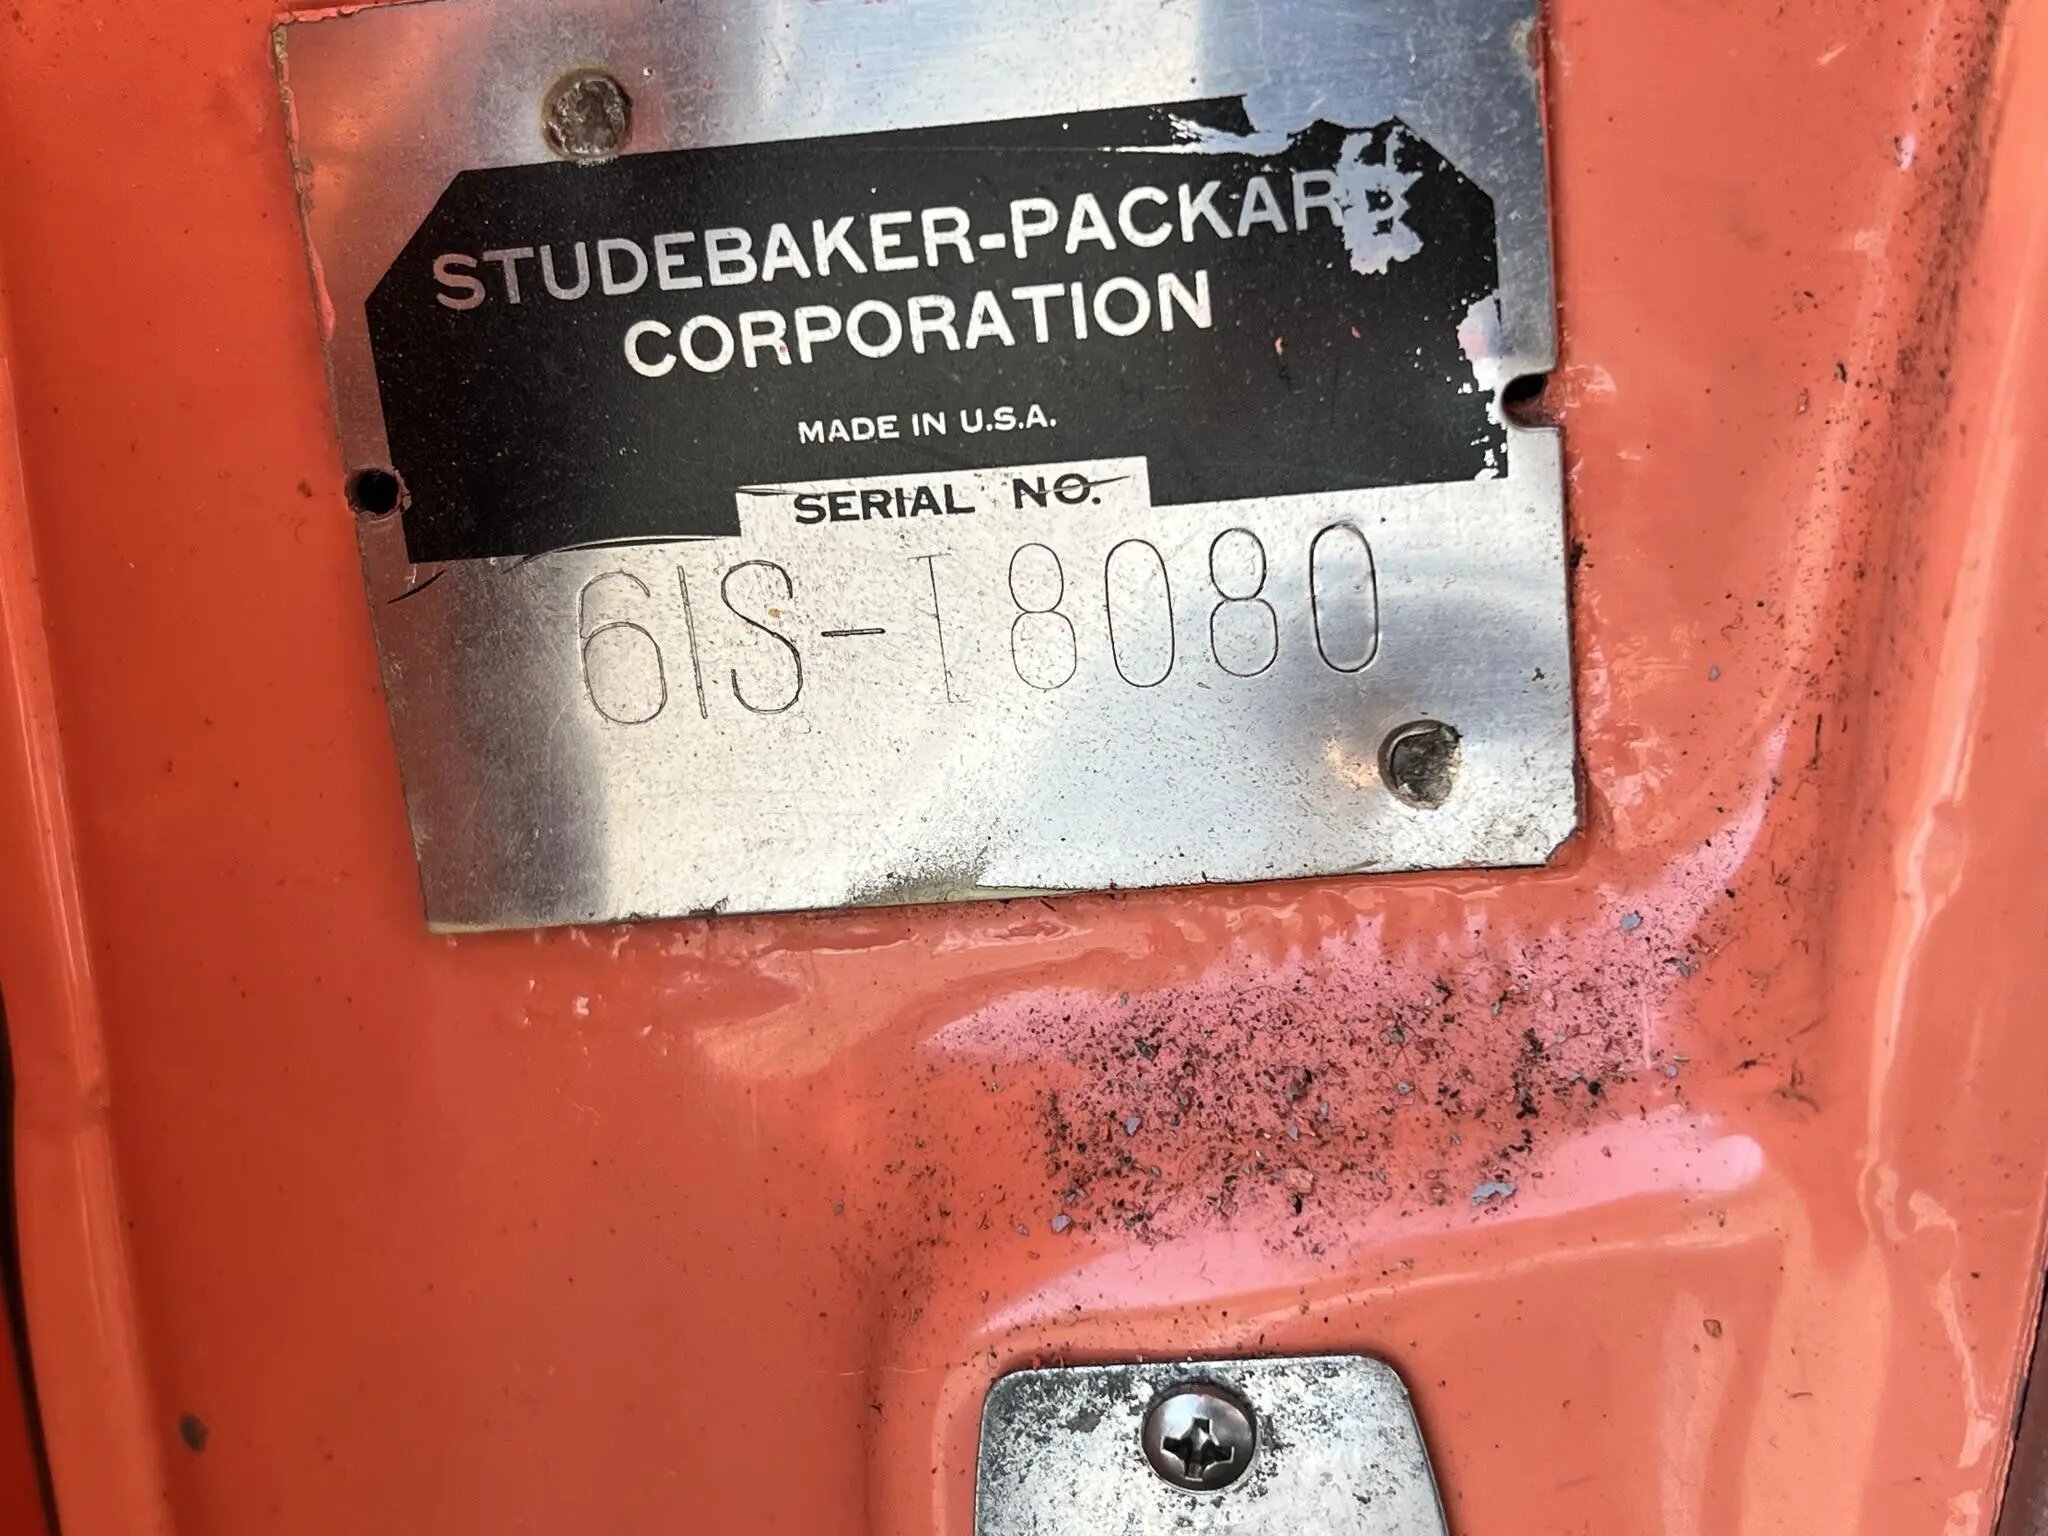 STUDEBAKER-PACKARD
CORPORATION
MADE IN U.S.A.
SERIAL NO.
61S-18080